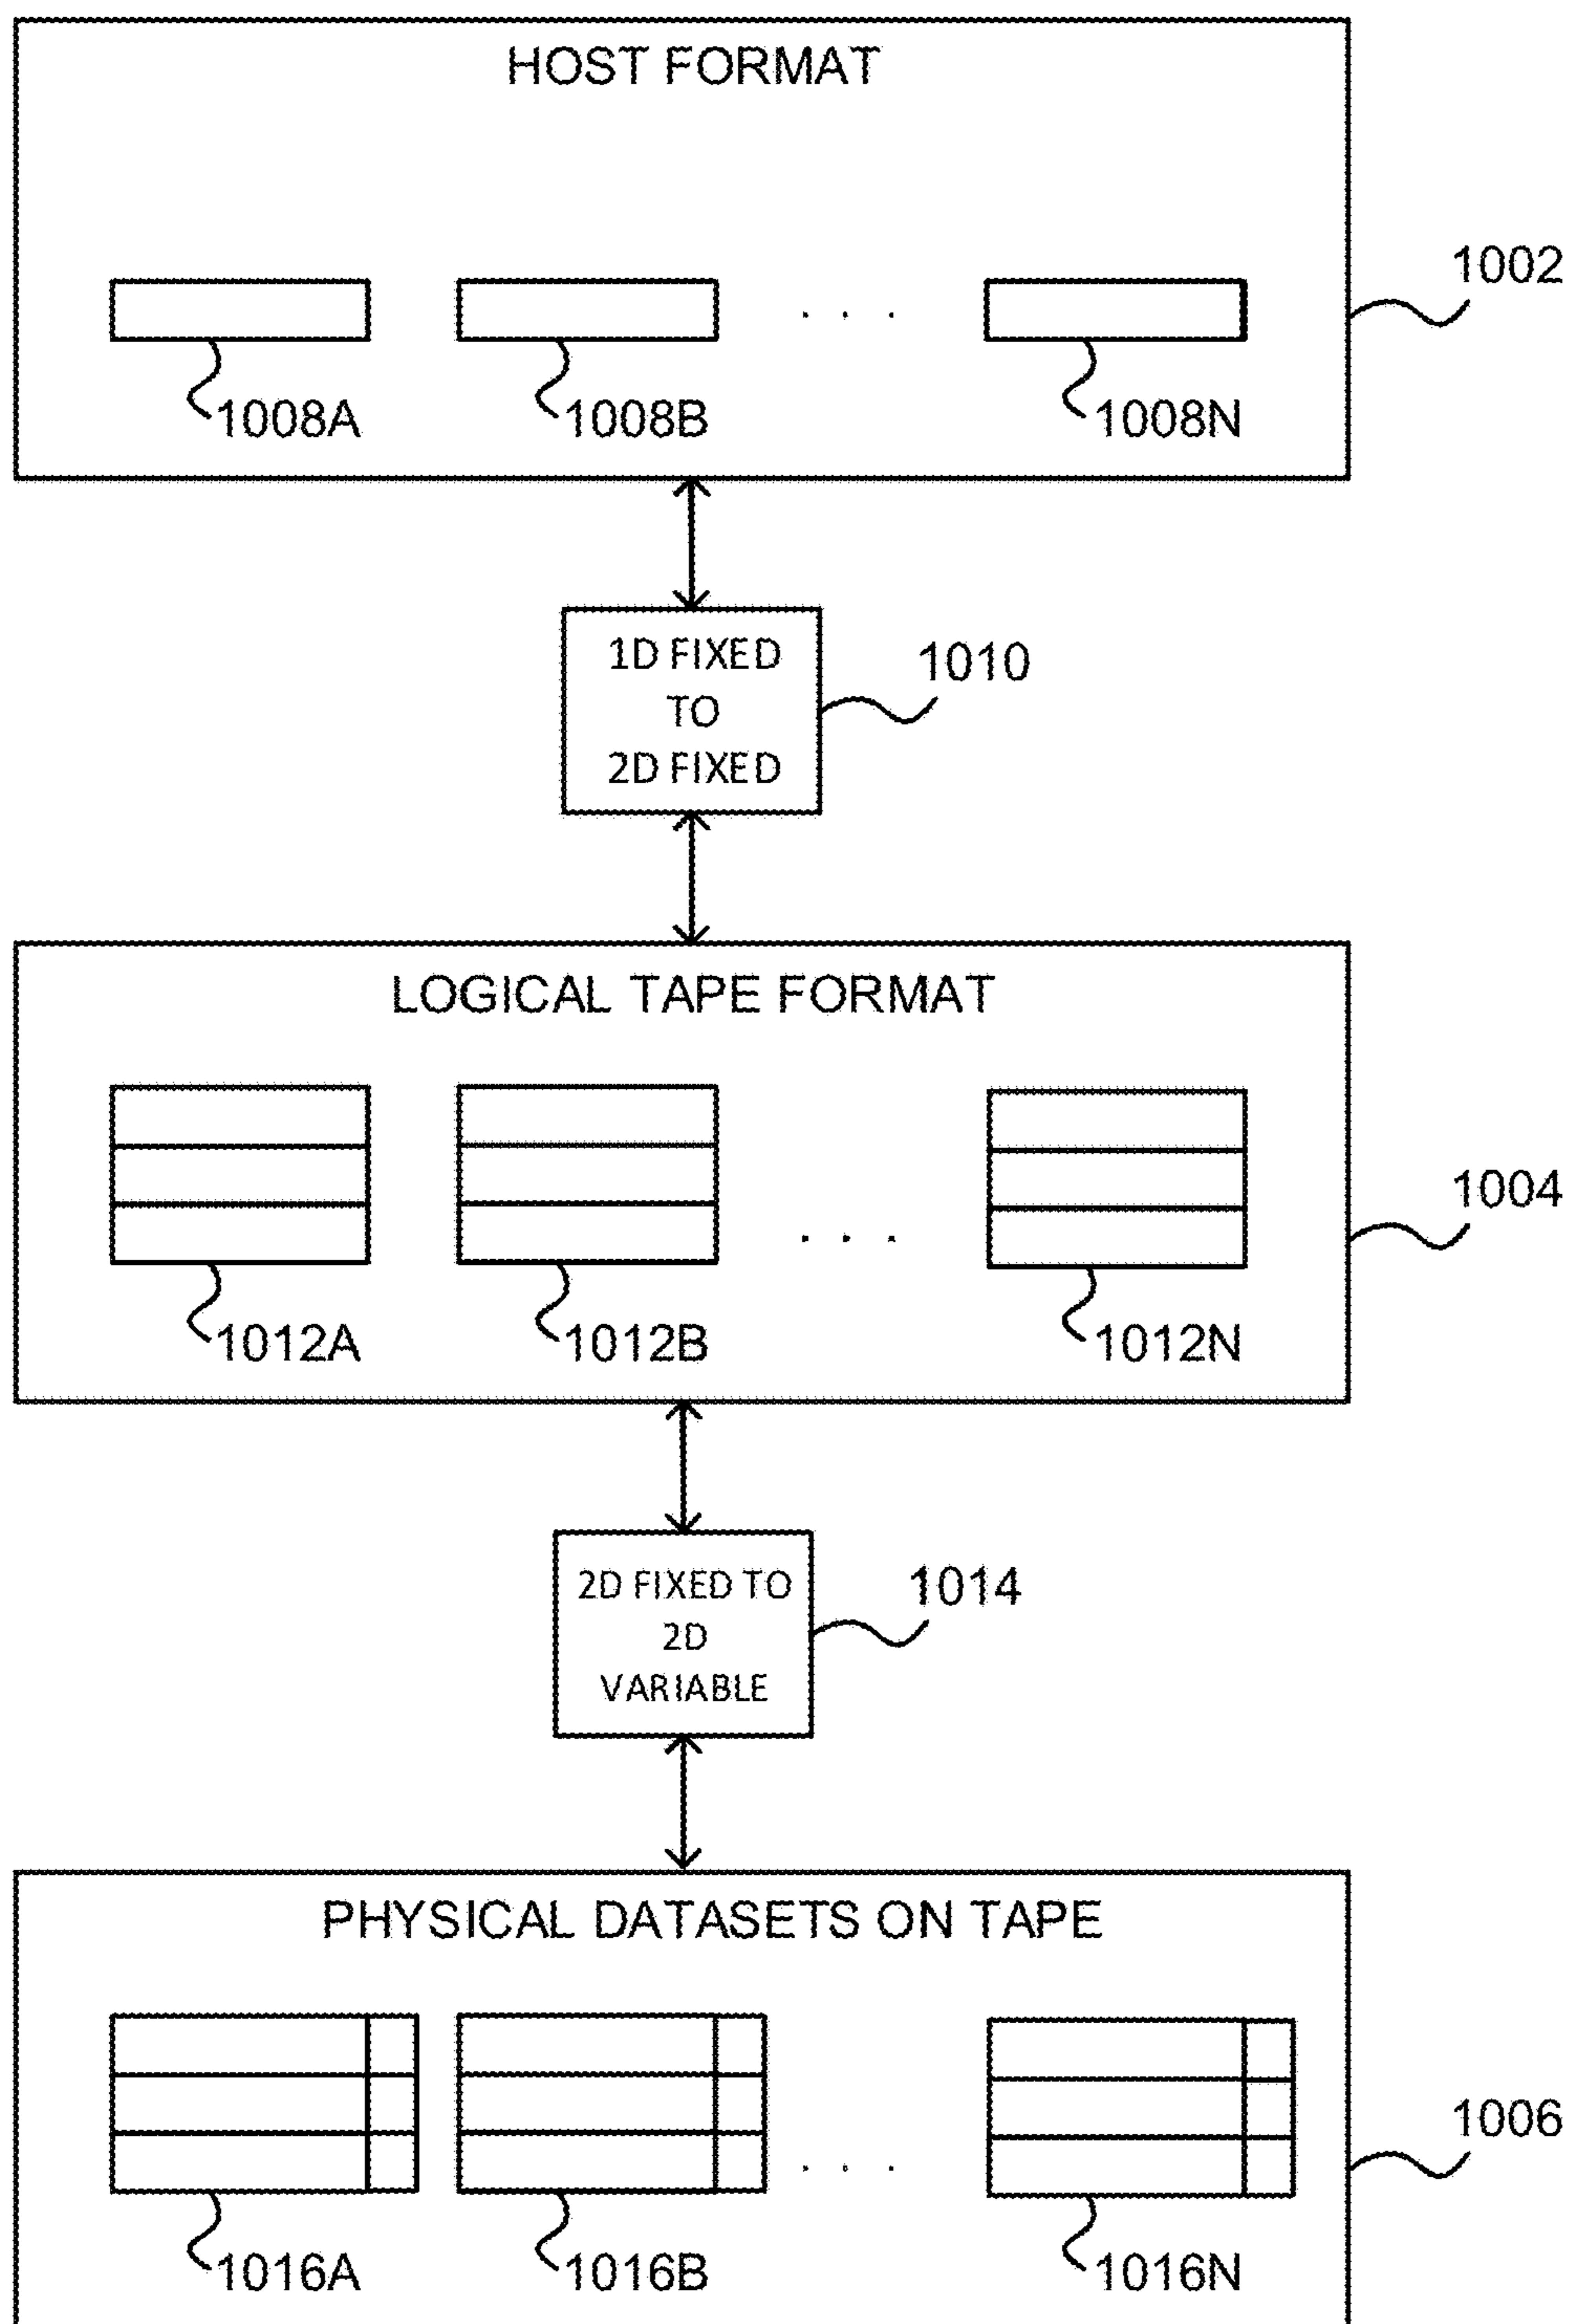 HOST FORMAT
1002
1008A
1008B
. . .
1008N
1D FIXED
TO
2D FIXED
1010
LOGICAL TAPE FORMAT
1004
. . .
1012A
1012B
1012N
2D FIXED TO
2D
VARIABLE
1014
PHYSICAL DATASETS ON TAPE
1006
. . .
1016A
1016B
1016N